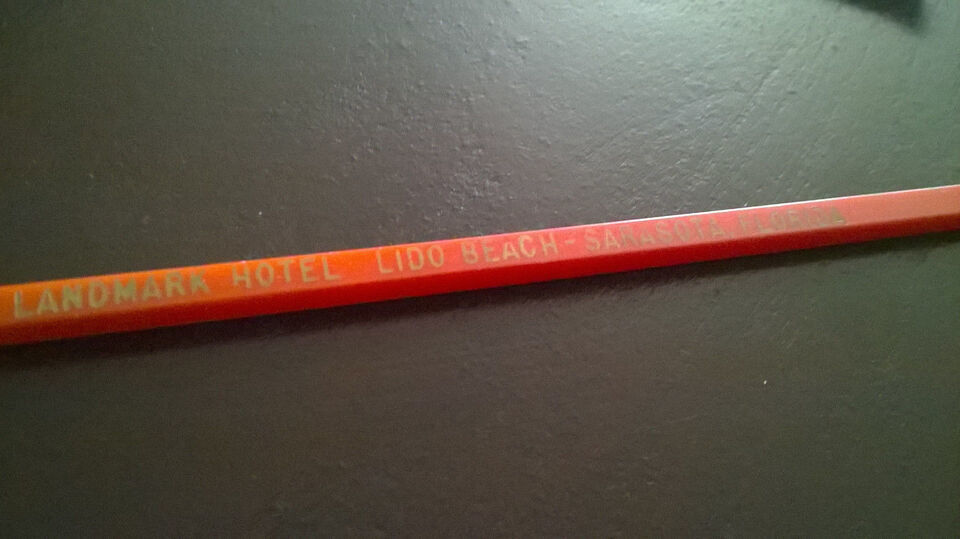 LANDMARK HOTEL LIDO BEACH-SARASOTA, FLORIDA